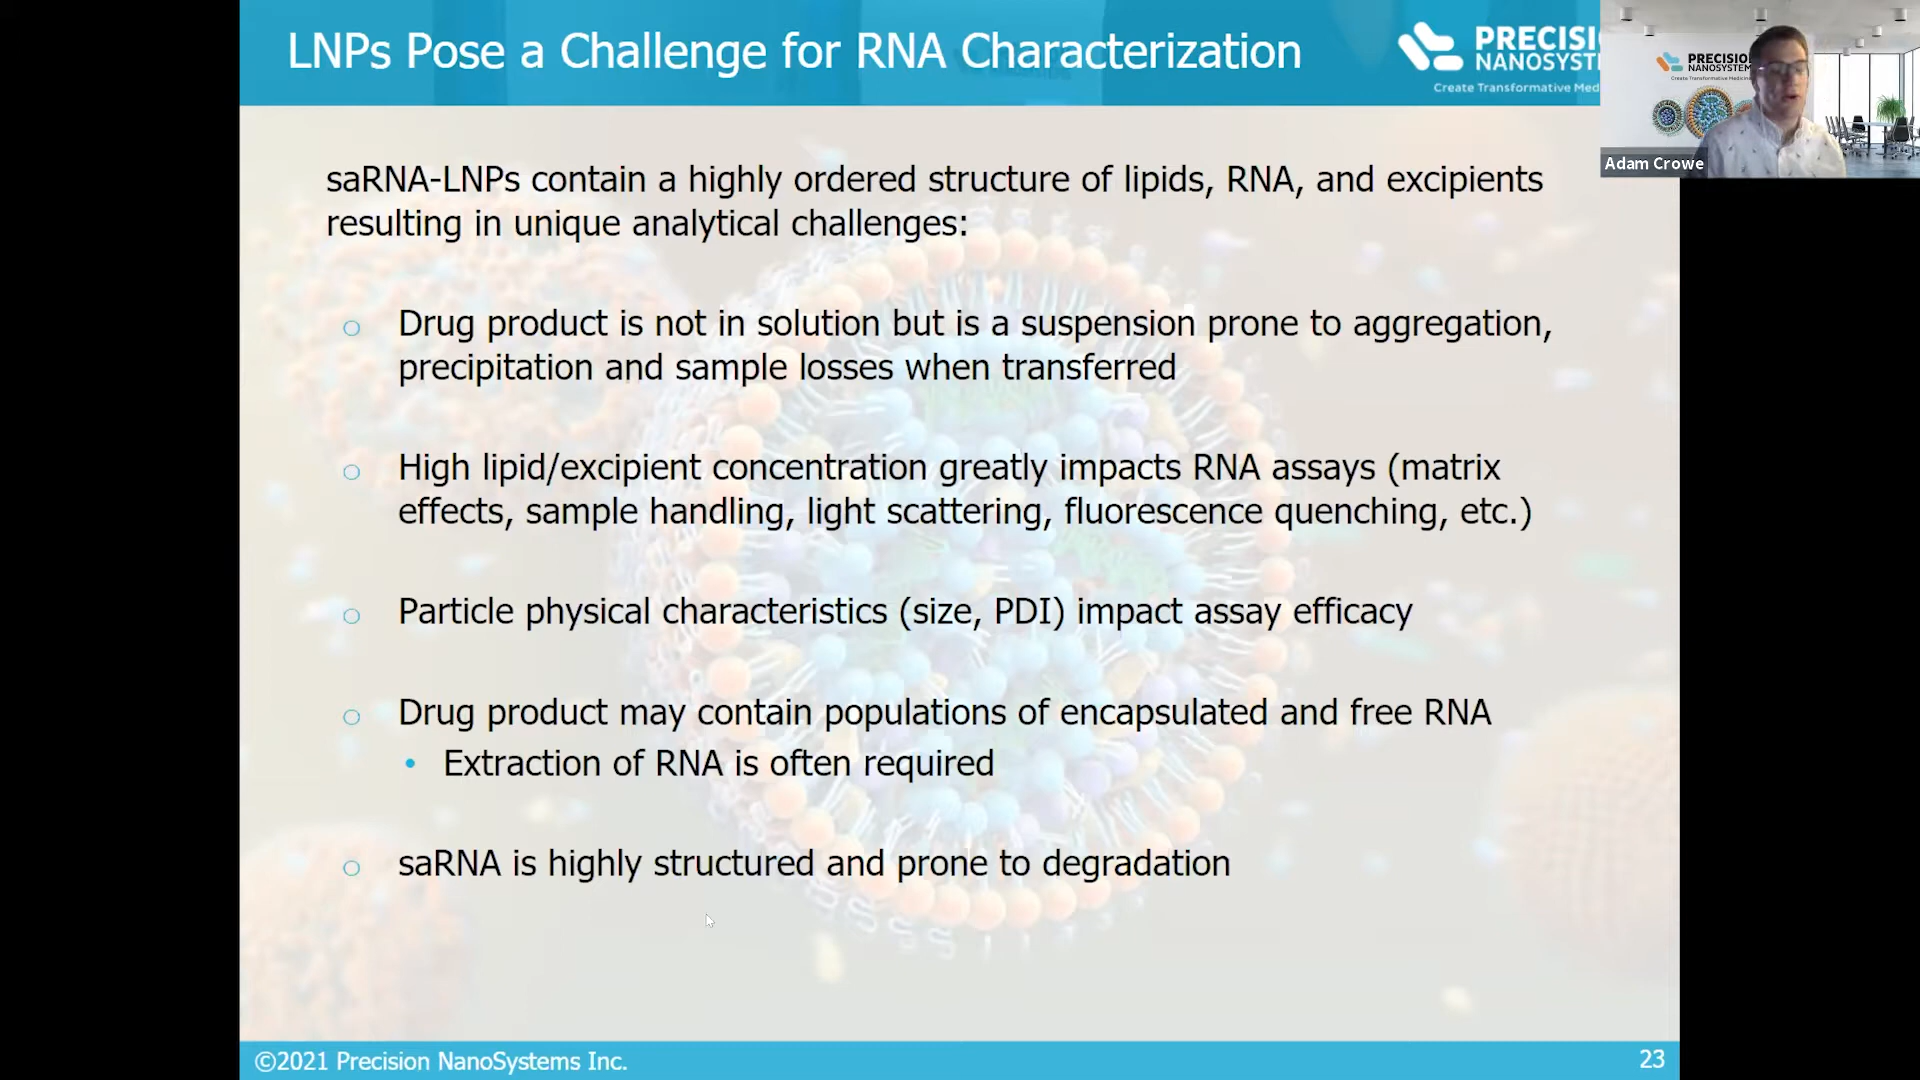 LNPs Pose a Challenge for RNA Characterization
PRECISI
NANOSYST
Create Transformative Med
PRECISIO
NANOSYSTEM
Create Transformative Medicin
Adam Crowe
saRNA-LNPs contain a highly ordered structure of lipids, RNA, and excipients
resulting in unique analytical challenges:
Drug product is not in solution but is a suspension prone to aggregation,
precipitation and sample losses when transferred
High lipid/excipient concentration greatly impacts RNA assays (matrix
effects, sample handling, light scattering, fluorescence quenching, etc.)
Particle physical characteristics (size, PDI) impact assay efficacy
Drug product may contain populations of encapsulated and free RNA
• Extraction of RNA is often required
saRNA is highly structured and prone to degradation
©2021 Precision NanoSystems Inc.
23